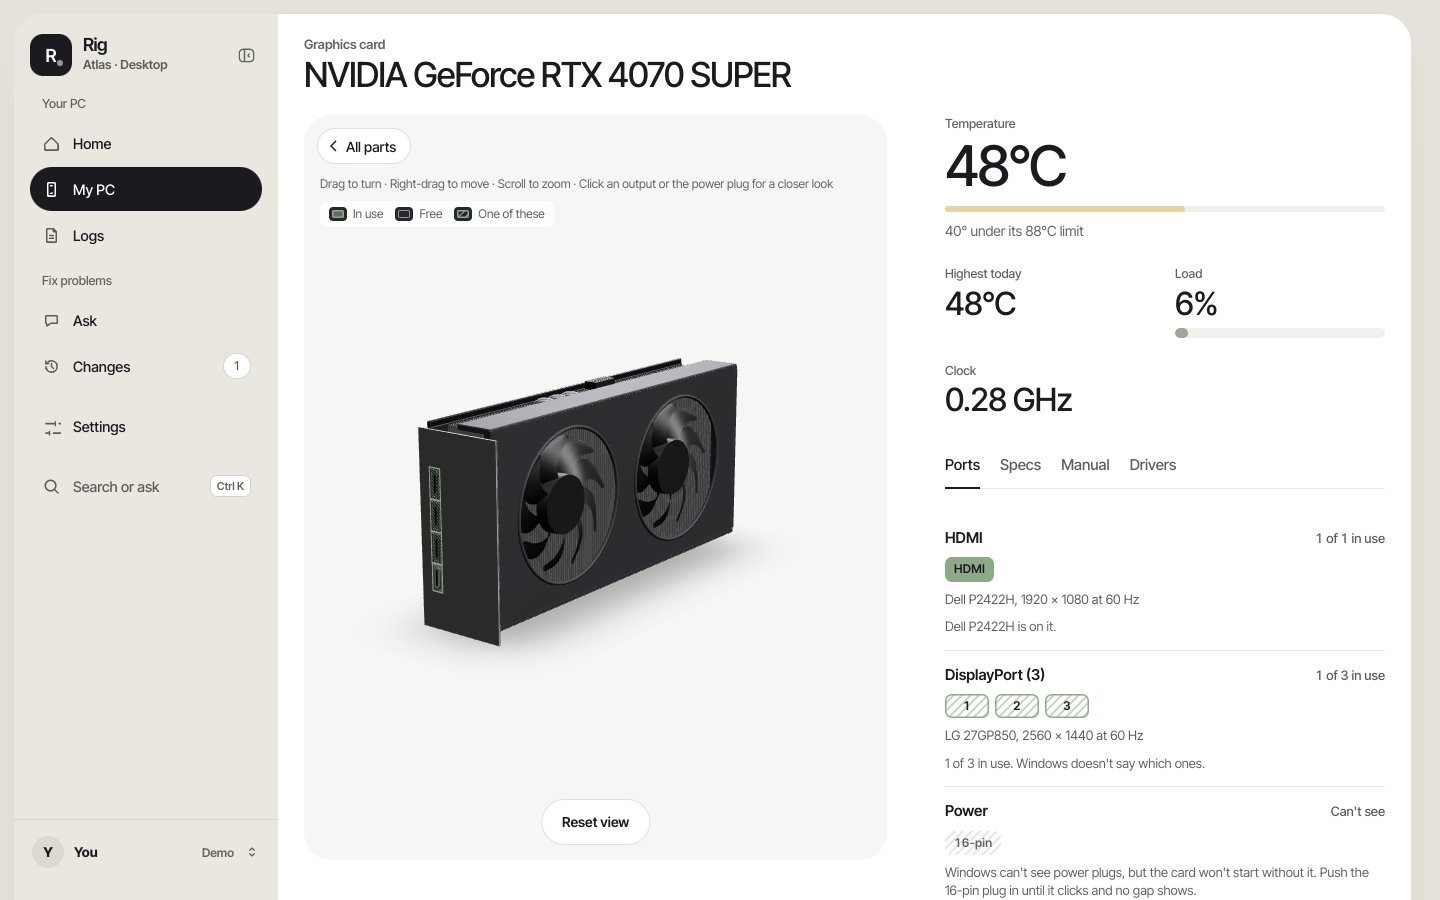 R.
Rig
Atlas · Desktop
Your PC
Home
My PC
Logs
Fix problems
Ask
Changes 1
Settings
Search or ask Ctrl K
Y You Demo
Graphics card
NVIDIA GeForce RTX 4070 SUPER
All parts
Drag to turn · Right-drag to move · Scroll to zoom · Click an output or the power plug for a closer look
In use Free One of these
Reset view
Temperature
48°C
40° under its 88°C limit
Highest today Load
48°C 6%
Clock
0.28 GHz
Ports Specs Manual Drivers
HDMI 1 of 1 in use
HDMI
Dell P2422H, 1920 × 1080 at 60 Hz
Dell P2422H is on it.
DisplayPort (3) 1 of 3 in use
1 2 3
LG 27GP850, 2560 × 1440 at 60 Hz
1 of 3 in use. Windows doesn't say which ones.
Power Can't see
16-pin
Windows can't see power plugs, but the card won't start without it. Push the
16-pin plug in until it clicks and no gap shows.